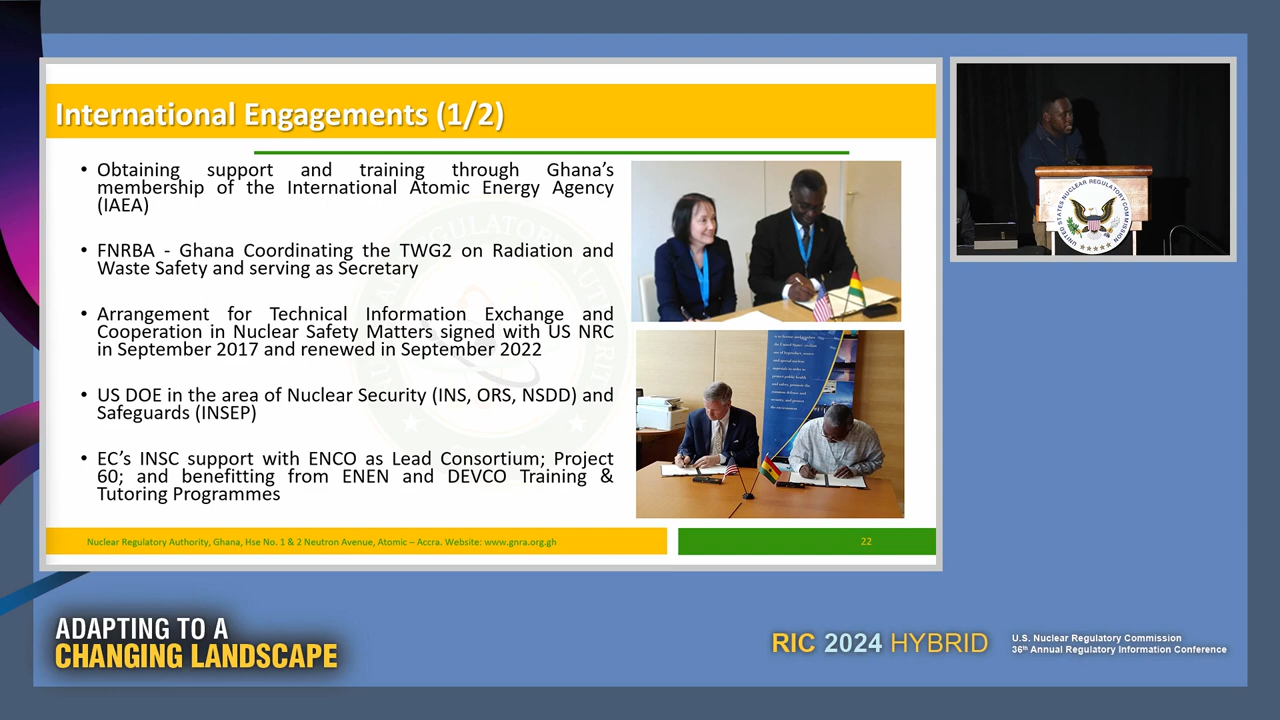 International Engagements (1/2)
• Obtaining support and training through Ghana's
membership of the International Atomic Energy Agency
(IAEA)
• FNRBA - Ghana Coordinating the TWG2 on Radiation and
Waste Safety and serving as Secretary
• Arrangement for Technical Information Exchange and
Cooperation in Nuclear Safety Matters signed with US NRC
in September 2017 and renewed in September 2022
• US DOE in the area of Nuclear Security (INS, ORS, NSDD) and
Safeguards (INSEP)
• EC's INSC support with ENCO as Lead Consortium; Project
60; and benefitting from ENEN and DEVCO Training &
Tutoring Programmes
Nuclear Regulatory Authority, Ghana, Hse No. 1 & 2 Neutron Avenue, Atomic – Accra. Website: www.gnra.org.gh
22
UNITED STATES NUCLEAR REGULATORY COMMISSION
ADAPTING TO A
CHANGING LANDSCAPE
RIC 2024 HYBRID
U.S. Nuclear Regulatory Commission
36th Annual Regulatory Information Conference